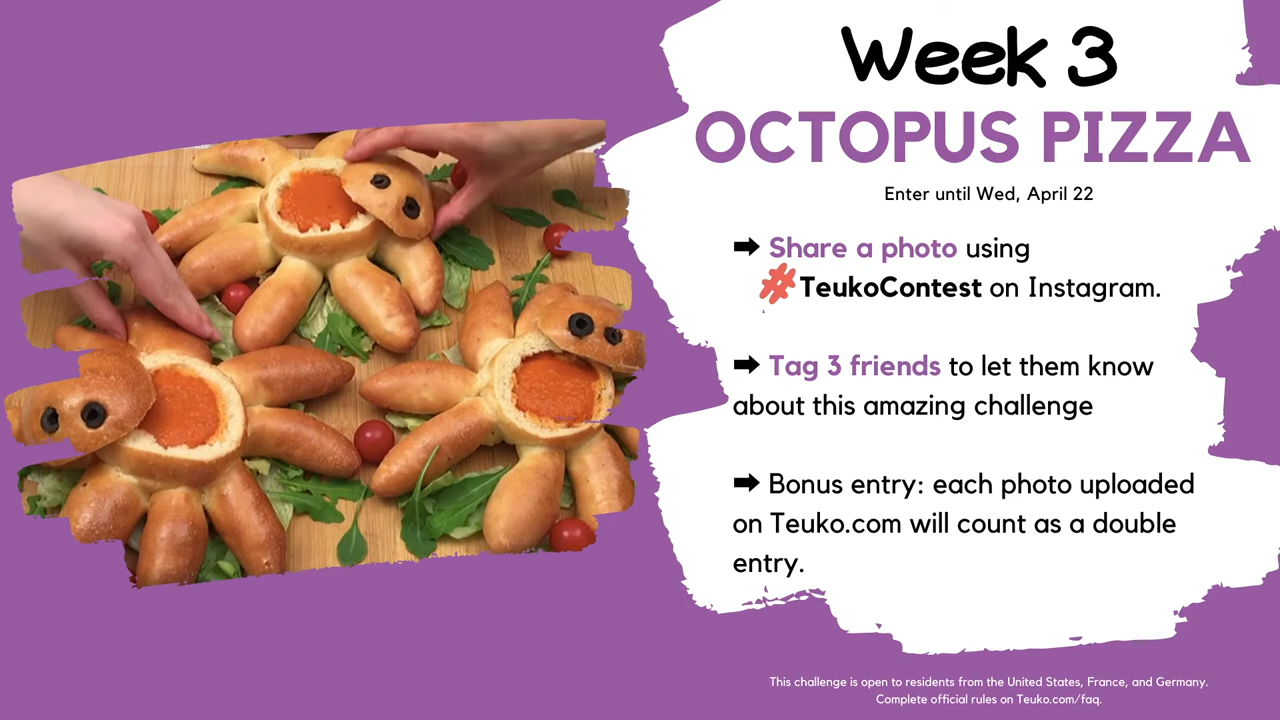 Week 3
OCTOPUS PIZZA
Enter until Wed, April 22
➡ Share a photo using
#TeukoContest on Instagram.
➡ Tag 3 friends to let them know
about this amazing challenge
➡ Bonus entry: each photo uploaded
on Teuko.com will count as a double
entry.
This challenge is open to residents from the United States, France, and Germany.
Complete official rules on Teuko.com/faq.